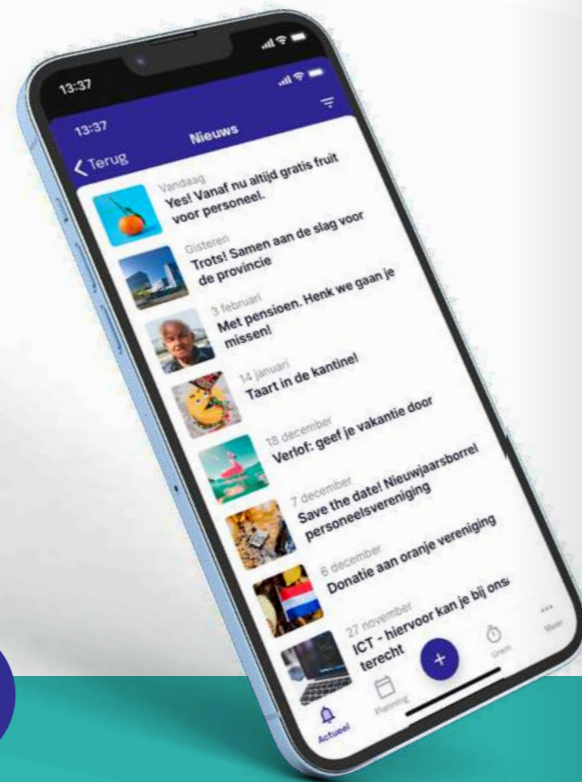 13:37
13:37
Terug
Nieuws
Vandaag
Yes! Vanaf nu altijd gratis fruit
voor personeel.
Gisteren
Trots! Samen aan de slag voor
de provincie
3 februari
Met pensioen. Henk we gaan je
missen!
14 januari
Taart in de kantine!
18 december
Verlof: geef je vakantie door
7 december
Save the date! Nieuwjaarsborrel
personeelsvereniging
6 december
Donatie aan oranje vereniging
27 november
ICT - hiervoor kan je bij ons
terecht
Actueel
Planning
Uren
Meer